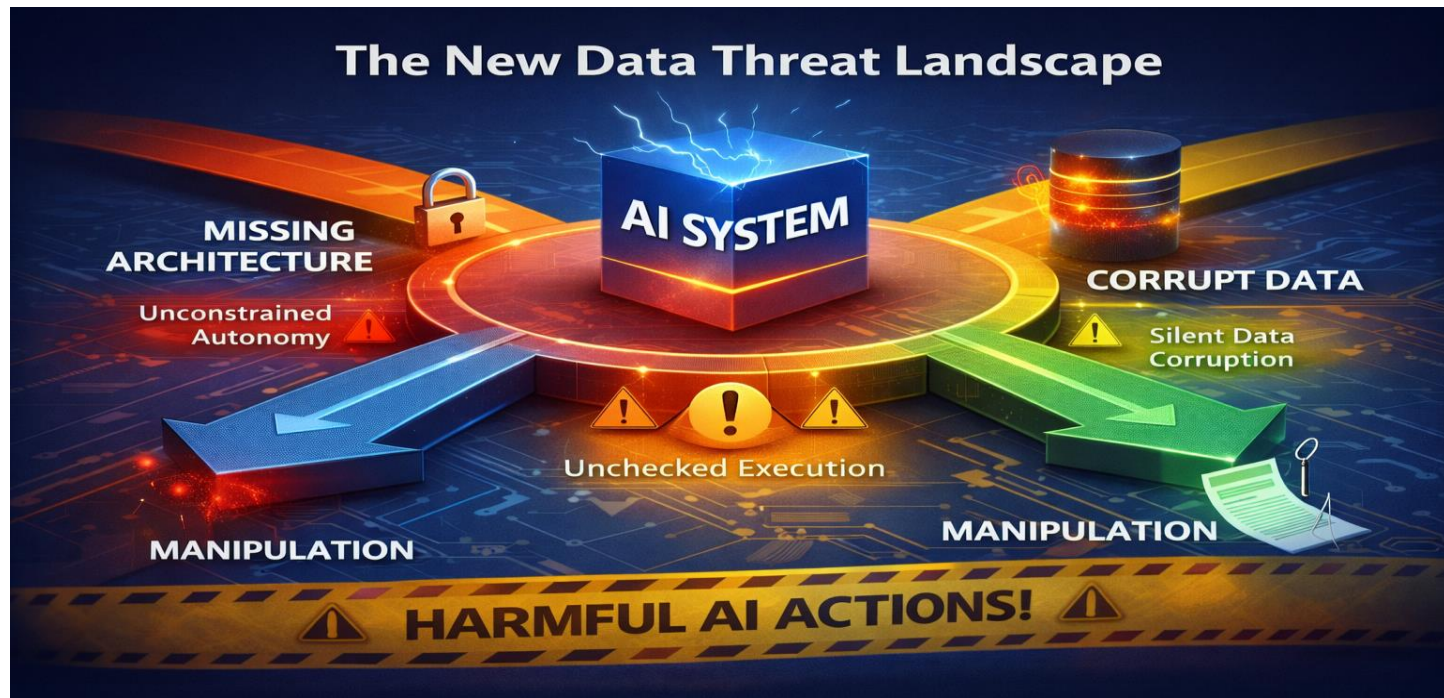 The New Data Threat Landscape
AI SYSTEM
MISSING
ARCHITECTURE
Unconstrained
Autonomy
CORRUPT DATA
Silent Data
Corruption
Unchecked Execution
MANIPULATION
MANIPULATION
HARMFUL AI ACTIONS!